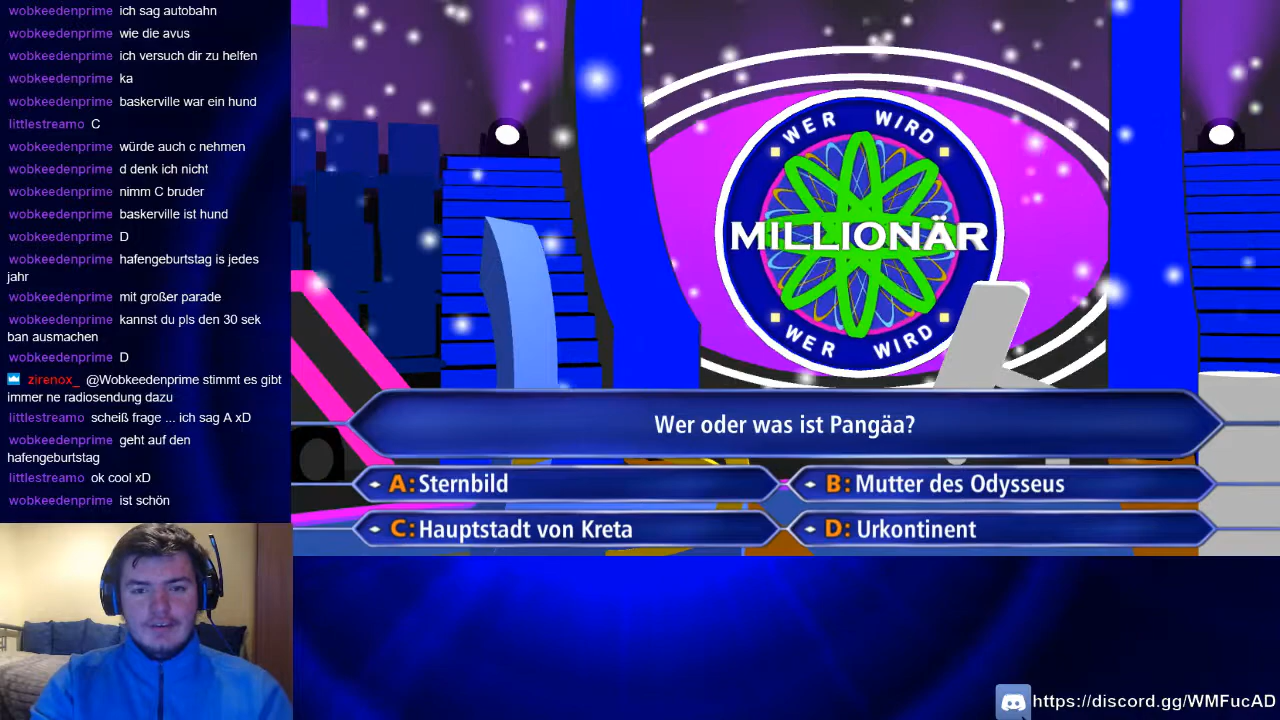 wobkeedenprime ich sag autobahn
wobkeedenprime wie die avus
wobkeedenprime ich versuch dir zu helfen
wobkeedenprime ka
wobkeedenprime baskerville war ein hund
littlestreamo C
wobkeedenprime würde auch c nehmen
wobkeedenprime d denk ich nicht
wobkeedenprime nimm C bruder
wobkeedenprime baskerville ist hund
wobkeedenprime D
wobkeedenprime hafengeburtstag is jedes
jahr
wobkeedenprime mit großer parade
wobkeedenprime kannst du pls den 30 sek
ban ausmachen
wobkeedenprime D
zirenox_ @Wobkeedenprime stimmt es gibt
immer ne radiosendung dazu
littlestreamo scheiß frage ... ich sag A xD
wobkeedenprime geht auf den
hafengeburtstag
littlestreamo ok cool xD
wobkeedenprime ist schön
WER WIRD
MILLIONÄR
WER WIRD
Wer oder was ist Pangäa?
A: Sternbild
B: Mutter des Odysseus
C: Hauptstadt von Kreta
D: Urkontinent
https://discord.gg/WMFucAD